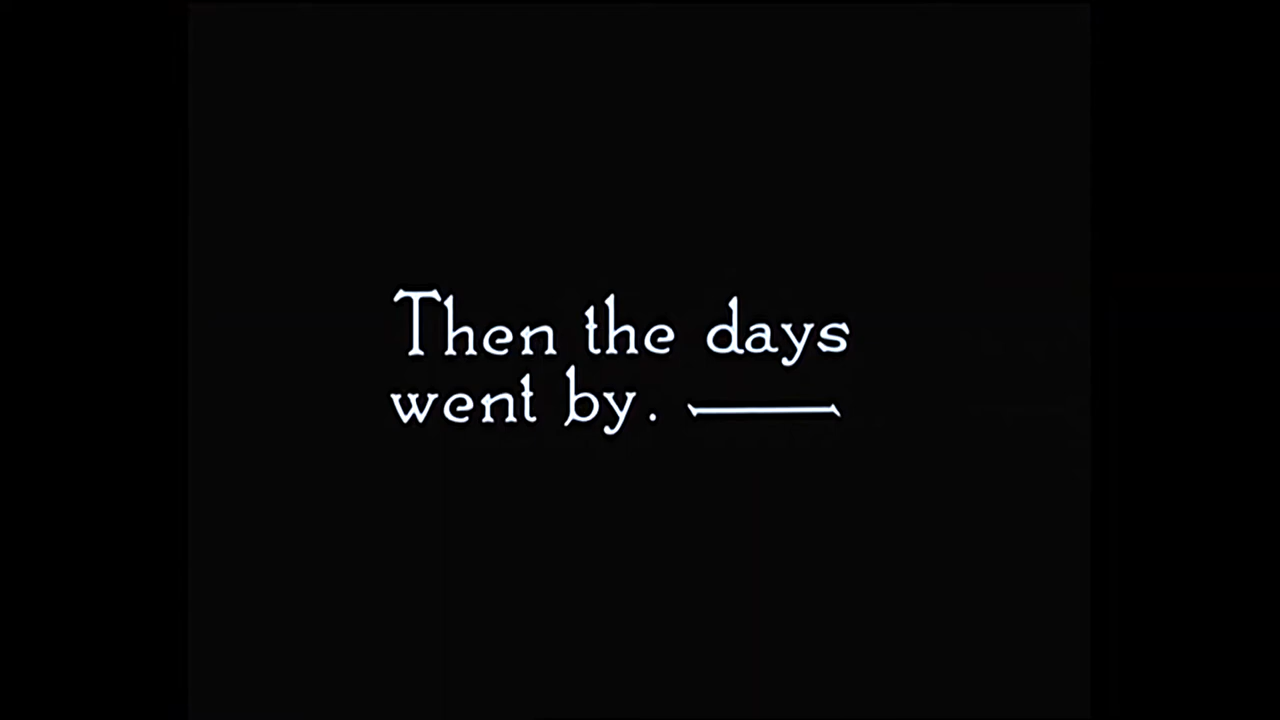 Then the days
went by. ——